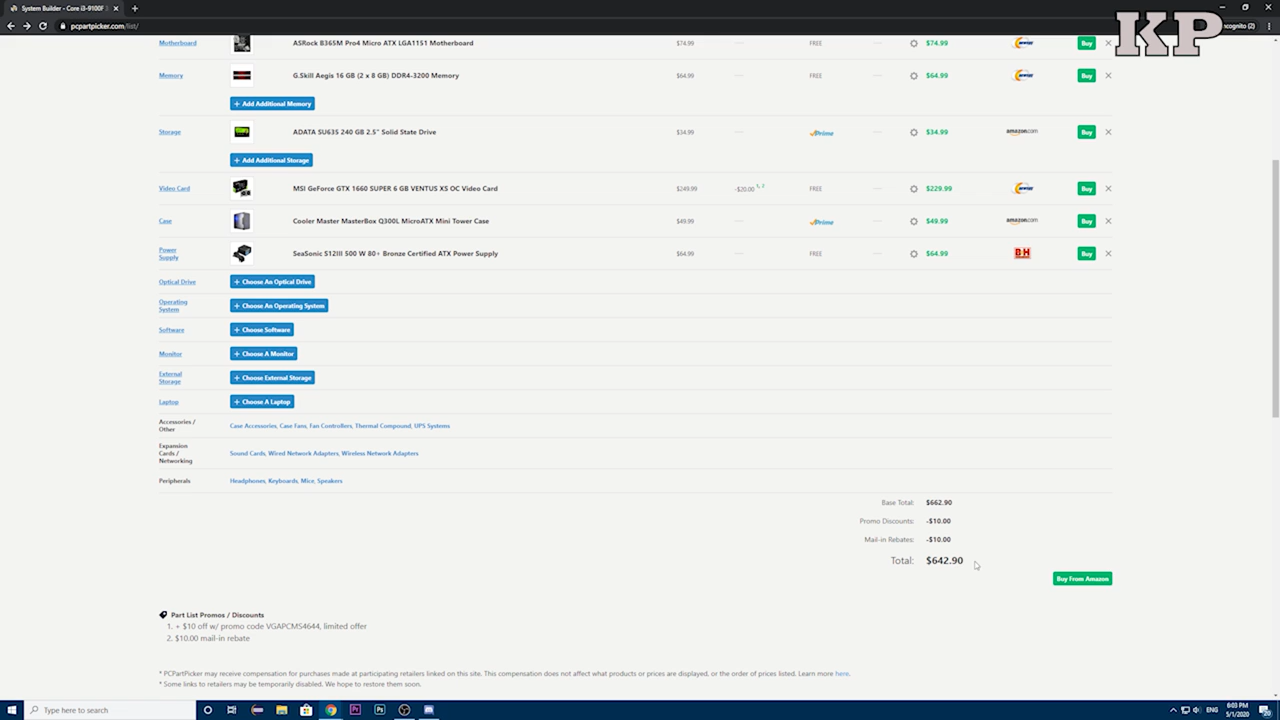 System Builder - Core i3-9100F
pcpartpicker.com/list/
KP
Motherboard ASRock B365M Pro4 Micro ATX LGA1151 Motherboard $74.99 FREE $74.99 Buy
Memory G.Skill Aegis 16 GB (2 x 8 GB) DDR4-3200 Memory $64.99 FREE $64.99 Buy
+ Add Additional Memory
Storage ADATA SU635 240 GB 2.5" Solid State Drive $34.99 Prime $34.99 amazon.com Buy
+ Add Additional Storage
Video Card MSI GeForce GTX 1660 SUPER 6 GB VENTUS XS OC Video Card $249.99 -$20.00 1, 2 FREE $229.99 Buy
Case Cooler Master MasterBox Q300L MicroATX Mini Tower Case $49.99 Prime $49.99 amazon.com Buy
Power
Supply SeaSonic S12III 500 W 80+ Bronze Certified ATX Power Supply $64.99 FREE $64.99 BH Buy
Optical Drive + Choose An Optical Drive
Operating
System + Choose An Operating System
Software + Choose Software
Monitor + Choose A Monitor
External
Storage + Choose External Storage
Laptop + Choose A Laptop
Accessories /
Other Case Accessories, Case Fans, Fan Controllers, Thermal Compound, UPS Systems
Expansion
Cards /
Networking Sound Cards, Wired Network Adapters, Wireless Network Adapters
Peripherals Headphones, Keyboards, Mice, Speakers
Base Total: $662.90
Promo Discounts: -$10.00
Mail-in Rebates: -$10.00
Total: $642.90
Buy From Amazon
Part List Promos / Discounts
1. + $10 off w/ promo code VGAPCMS4644, limited offer
2. $10.00 mail-in rebate
* PCPartPicker may receive compensation for purchases made at participating retailers linked on this site. This compensation does not affect what products or prices are displayed, or the order of prices listed. Learn more here.
* Some links to retailers may be temporarily disabled. We hope to restore them soon.
Type here to search
ENG
6:03 PM
5/1/2020